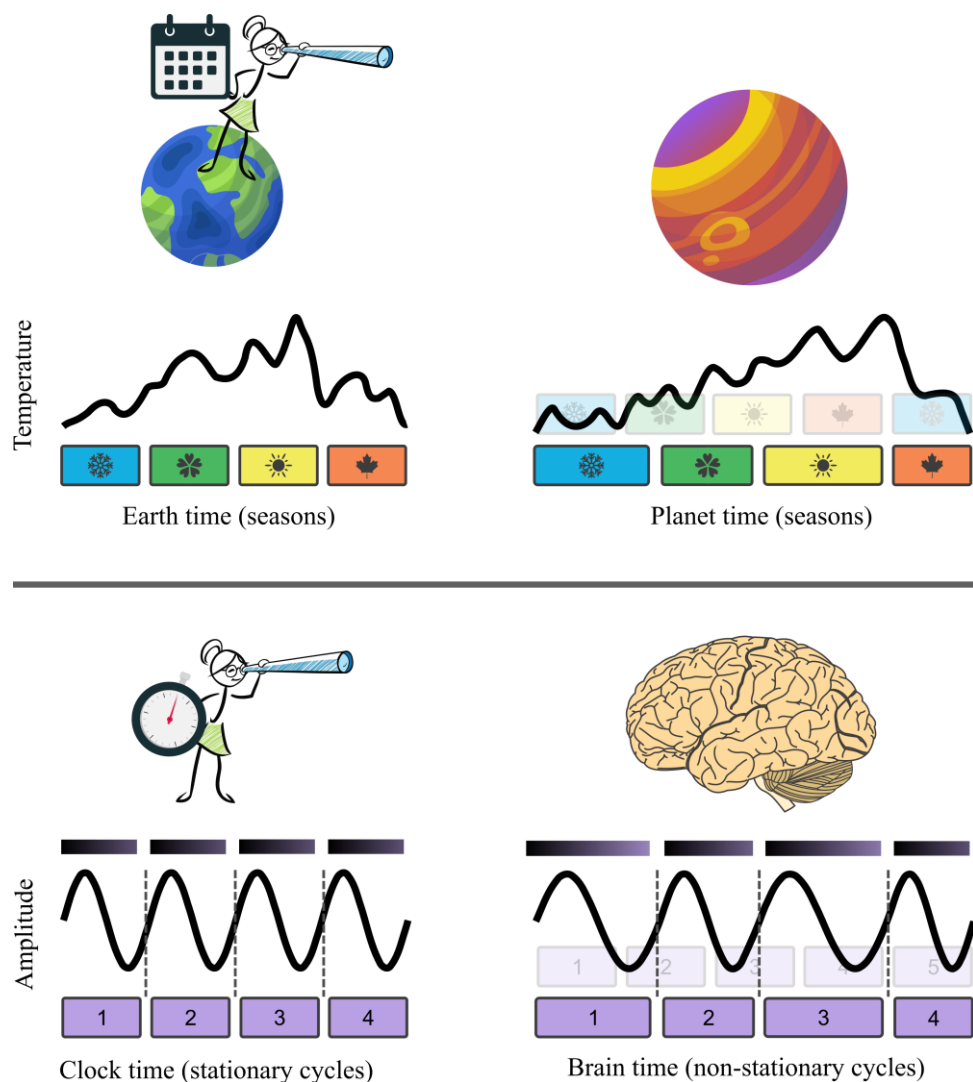 Temperature
Earth time (seasons)
Planet time (seasons)
Amplitude
1 2 3 4 5
1 2 3 4
1 2 3 4
Clock time (stationary cycles)
Brain time (non-stationary cycles)